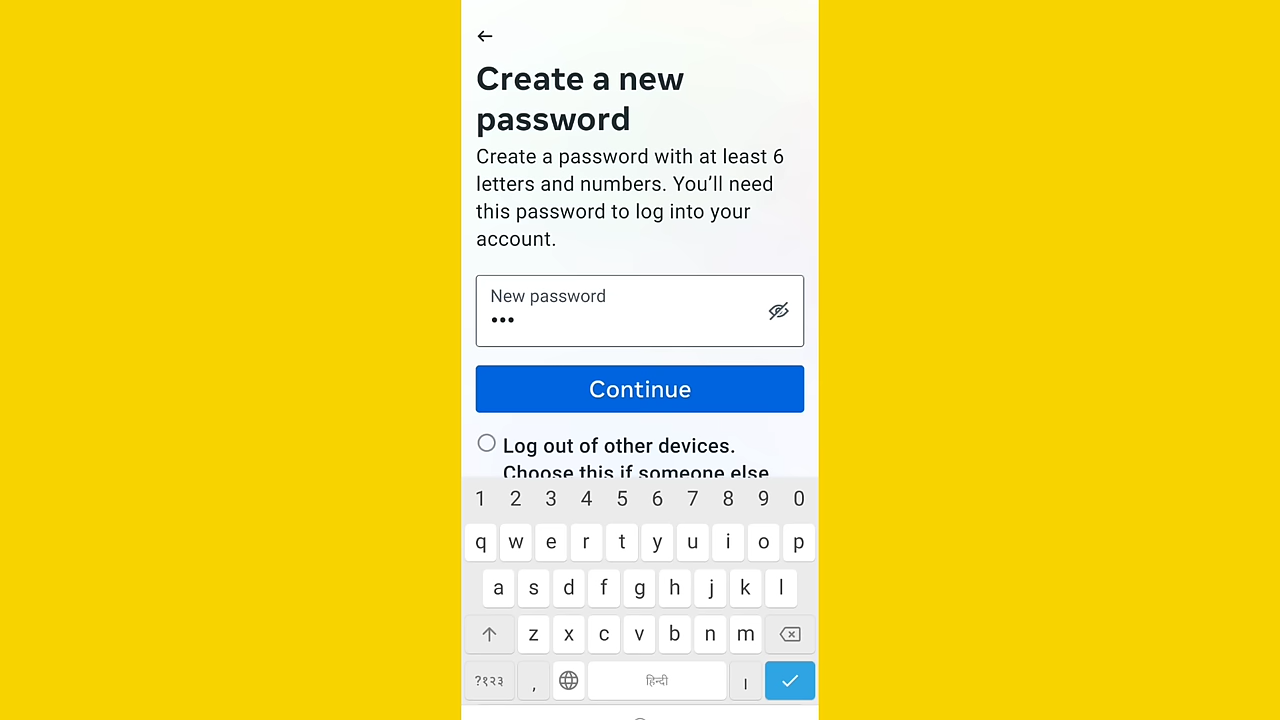 Create a new
password
Create a password with at least 6
letters and numbers. You’ll need
this password to log into your
account.
New password
•••
Continue
Log out of other devices.
Choose this if someone else
1 2 3 4 5 6 7 8 9 0
q w e r t y u i o p
a s d f g h j k l
z x c v b n m
?१२३ , हिन्दी ।